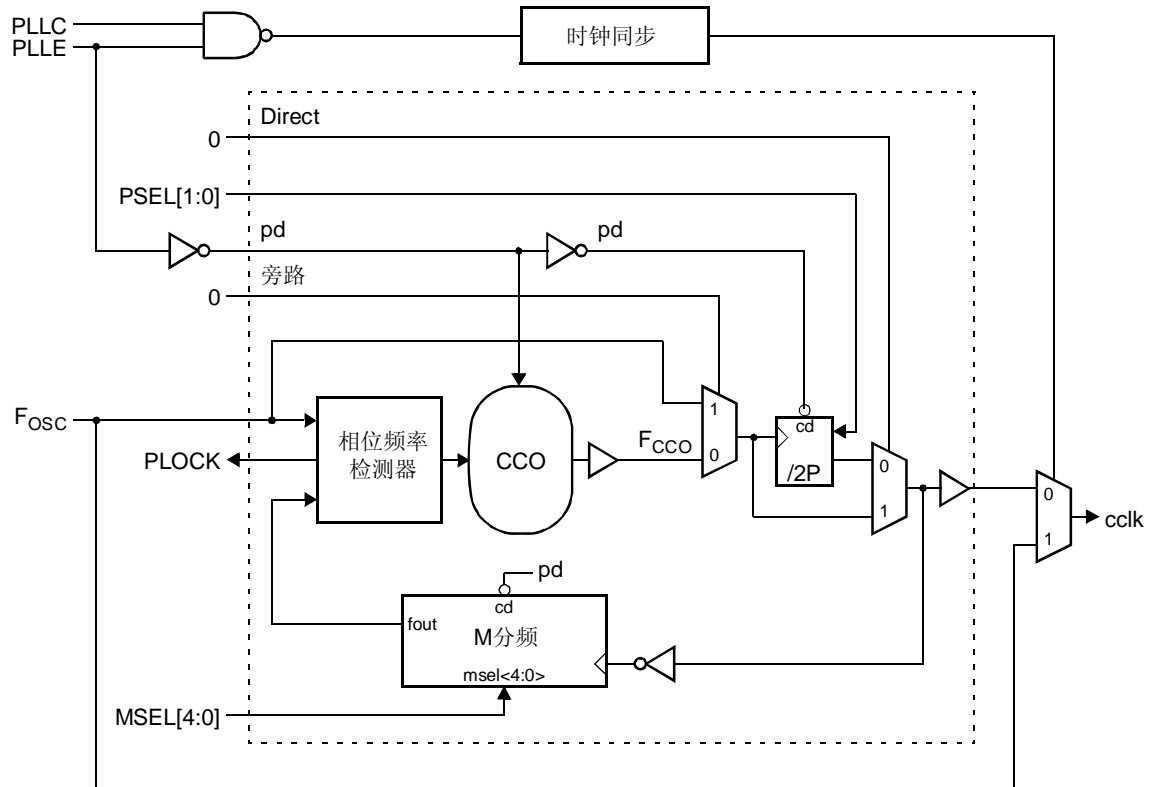 PLLC
PLLE
时钟同步
Direct
0
PSEL[1:0]
pd
pd
旁路
0
FOSC
PLOCK
相位频率
检测器
CCO
FCCO
1
0
cd
/2P
0
1
0
1
cclk
pd
cd
fout
M分频
msel<4:0>
MSEL[4:0]